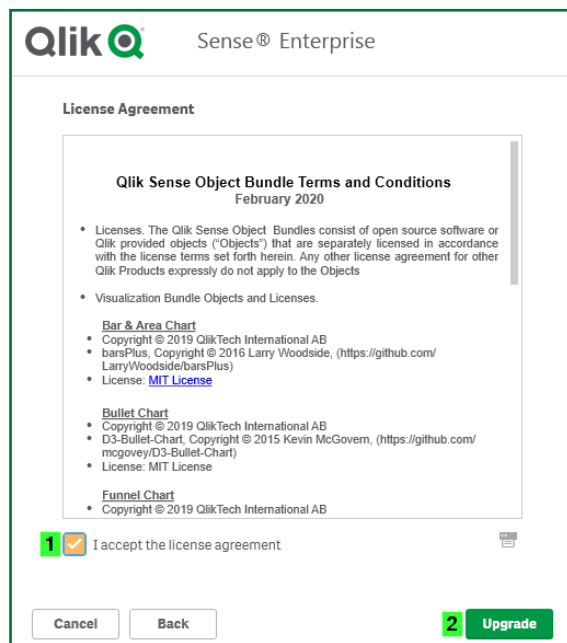 Qlik Q Sense® Enterprise
License Agreement
Qlik Sense Object Bundle Terms and Conditions
February 2020
• Licenses. The Qlik Sense Object Bundles consist of open source software or
Qlik provided objects (“Objects”) that are separately licensed in accordance
with the license terms set forth herein. Any other license agreement for other
Qlik Products expressly do not apply to the Objects
• Visualization Bundle Objects and Licenses.
Bar & Area Chart
• Copyright © 2019 QlikTech International AB
• barsPlus, Copyright © 2016 Larry Woodside, (https://github.com/
LarryWoodside/barsPlus)
• License: MIT License
Bullet Chart
• Copyright © 2019 QlikTech International AB
• D3-Bullet-Chart, Copyright © 2015 Kevin McGovern, (https://github.com/
mcgovey/D3-Bullet-Chart)
• License: MIT License
Funnel Chart
• Copyright © 2019 QlikTech International AB
1 I accept the license agreement
Cancel Back 2 Upgrade